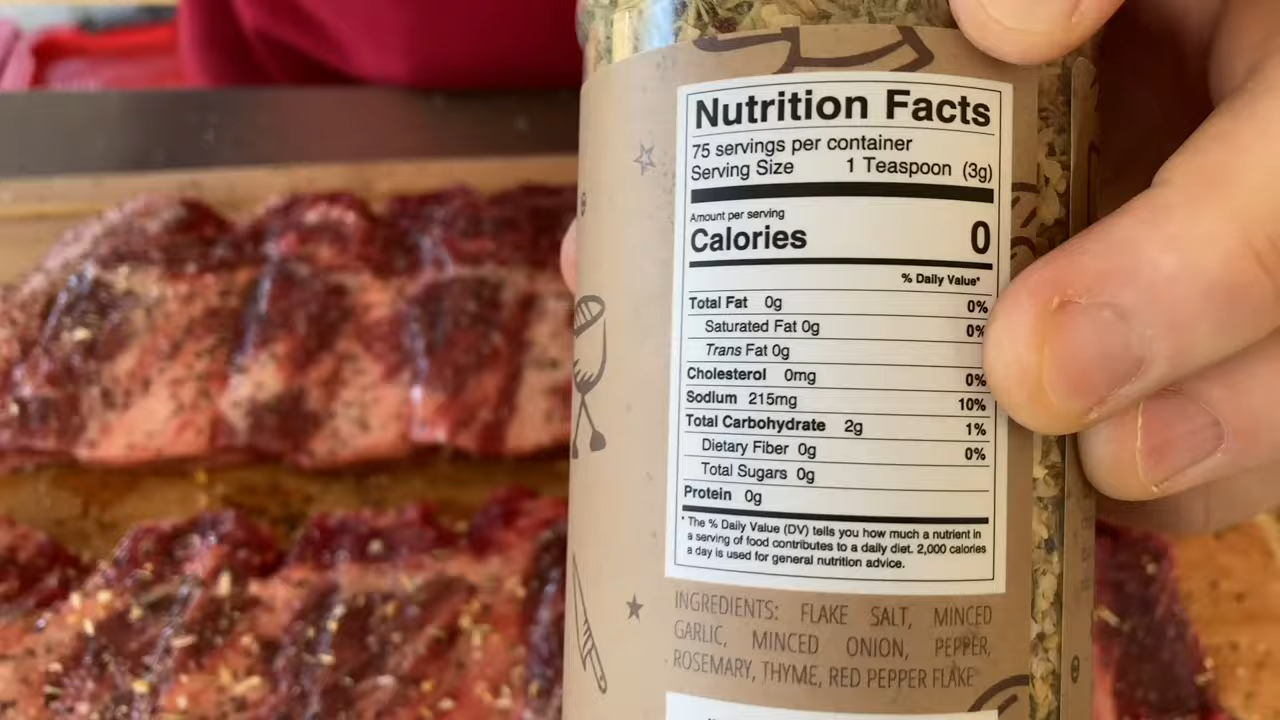 Nutrition Facts
75 servings per container
Serving Size 1 Teaspoon (3g)
Amount per serving
Calories 0
% Daily Value*
Total Fat 0g 0%
Saturated Fat 0g 0%
Trans Fat 0g
Cholesterol 0mg 0%
Sodium 215mg 10%
Total Carbohydrate 2g 1%
Dietary Fiber 0g 0%
Total Sugars 0g
Protein 0g
* The % Daily Value (DV) tells you how much a nutrient in
a serving of food contributes to a daily diet. 2,000 calories
a day is used for general nutrition advice.
INGREDIENTS: FLAKE SALT, MINCED
GARLIC, MINCED ONION, PEPPER,
ROSEMARY, THYME, RED PEPPER FLAKE